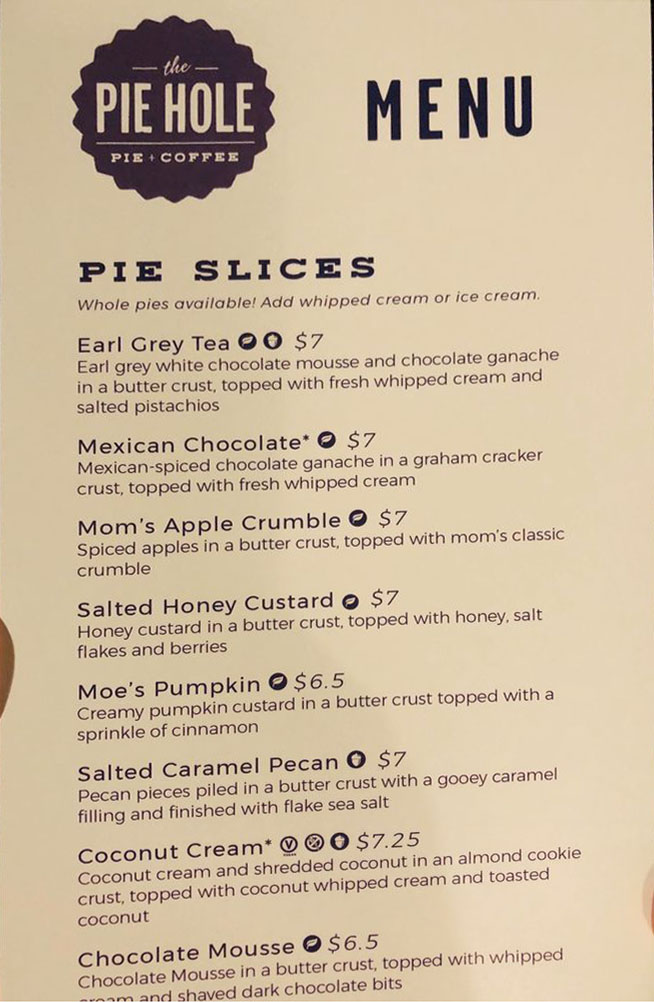 the
PIE HOLE
PIE + COFFEE
MENU
PIE SLICES
Whole pies available! Add whipped cream or ice cream.
Earl Grey Tea $7
Earl grey white chocolate mousse and chocolate ganache
in a butter crust, topped with fresh whipped cream and
salted pistachios
Mexican Chocolate* $7
Mexican-spiced chocolate ganache in a graham cracker
crust, topped with fresh whipped cream
Mom's Apple Crumble $7
Spiced apples in a butter crust, topped with mom's classic
crumble
Salted Honey Custard $7
Honey custard in a butter crust, topped with honey, salt
flakes and berries
Moe's Pumpkin $6.5
Creamy pumpkin custard in a butter crust topped with a
sprinkle of cinnamon
Salted Caramel Pecan $7
Pecan pieces piled in a butter crust with a gooey caramel
filling and finished with flake sea salt
Coconut Cream* V $7.25
Coconut cream and shredded coconut in an almond cookie
crust, topped with coconut whipped cream and toasted
coconut
Chocolate Mousse $6.5
Chocolate Mousse in a butter crust, topped with whipped
cream and shaved dark chocolate bits